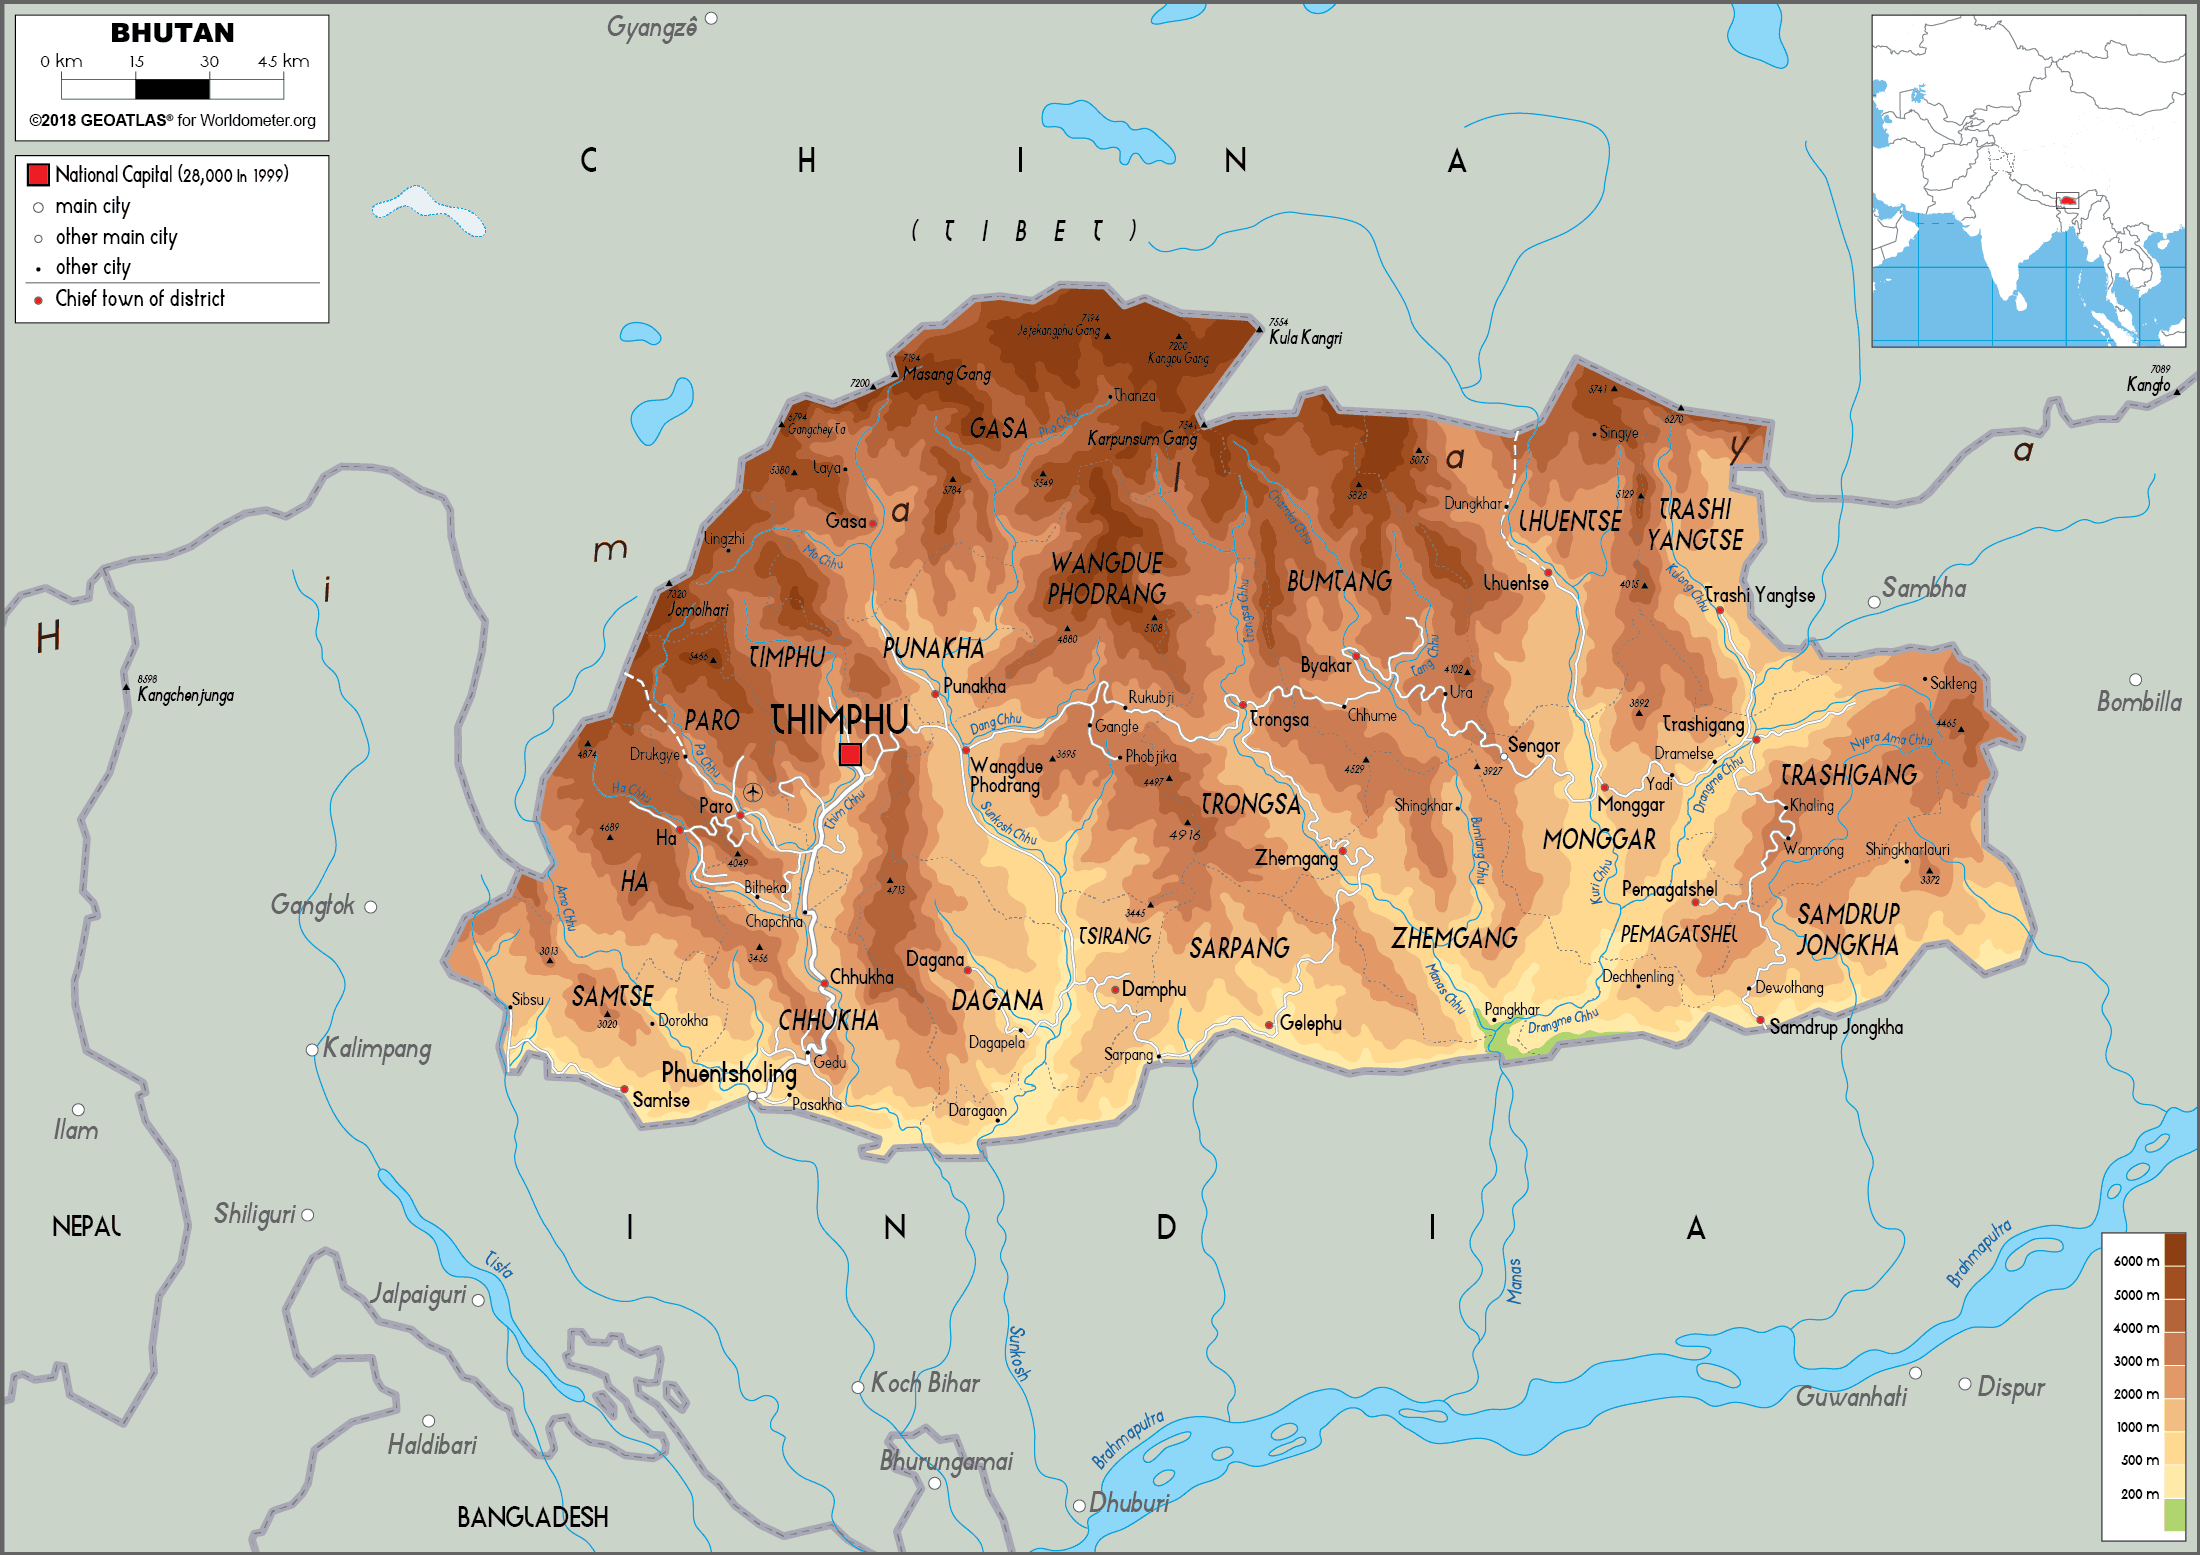 BHUTAN
0 km 15 30 45 km
©2018 GEOATLAS® for Worldometer.org
National Capital (28,000 In 1999)
main city
other main city
other city
Chief town of district
Gyangzê
C H I N A
( T I B E T )
H i m a l a y a
7194
Jejekangphu Gang
7200
Kangpu Gang
7554
Kula Kangri
7194
Masang Gang
7200
7089
Kangto
6794
Gangchey Ta
Thanza
Pho Chhu
GASA
7541
Karpunsum Gang
5741
6270
Singye
5380
Laya
5784
5549
5828
5075
Dungkhar
5129
Gasa
Chamka Chhu
LHUENTSE
TRASHI
YANGTSE
Lingzhi
Mo Chhu
WANGDUE
PHODRANG
BUMTANG
Lhuentse
4015
Kulong Chhu
Trashi Yangtse
Sambha
7320
Jomolhari
Trongsa Chhu
4880
5108
PUNAKHA
TIMPHU
5466
Byakar
Tang Chhu
4102
Ura
Sakteng
Bombilla
8598
Kangchenjunga
Punakha
Rukubji
PARO
THIMPHU
Dang Chhu
Gangte
Trongsa
Chhume
3892
Trashigang
4465
Nyera Ama Chhu
4874
Drukgye
Pa Chhu
Wangdue
Phodrang
3695
Phobjika
4497
4529
3927
Sengor
Drametse
Yadi
Drangme Chhu
TRASHIGANG
Ha Chhu
Paro
Thim Chhu
Sunkosh Chhu
TRONGSA
Shingkhar
Monggar
Khaling
4689
Ha
4049
4916
Zhemgang
Bumtang Chhu
MONGGAR
Wamrong
Shingkharlauri
3372
HA
Bitheka
4713
Kuri Chhu
Pemagatshel
Gangtok
Amo Chhu
Chapchha
3445
TSIRANG
SARPANG
ZHEMGANG
PEMAGATSHEL
SAMDRUP
JONGKHA
3013
3456
Dagana
Chhukha
Damphu
Manas Chhu
Dechhenling
Dewothang
Sibsu
SAMTSE
3020
Dorokha
CHHUKHA
DAGANA
Pangkhar
Drangme Chhu
Gelephu
Samdrup Jongkha
Kalimpang
Dagapela
Sarpang
Gedu
Phuentsholing
Samtse
Pasakha
Daragaon
Ilam
NEPAL
Shiliguri
I N D I A
Tista
Manas
Brahmaputra
Jalpaiguri
Sunkosh
Koch Bihar
Guwanhati
Dispur
Haldibari
Bhurungamai
Brahmaputra
Dhuburi
BANGLADESH
6000 m
5000 m
4000 m
3000 m
2000 m
1000 m
500 m
200 m